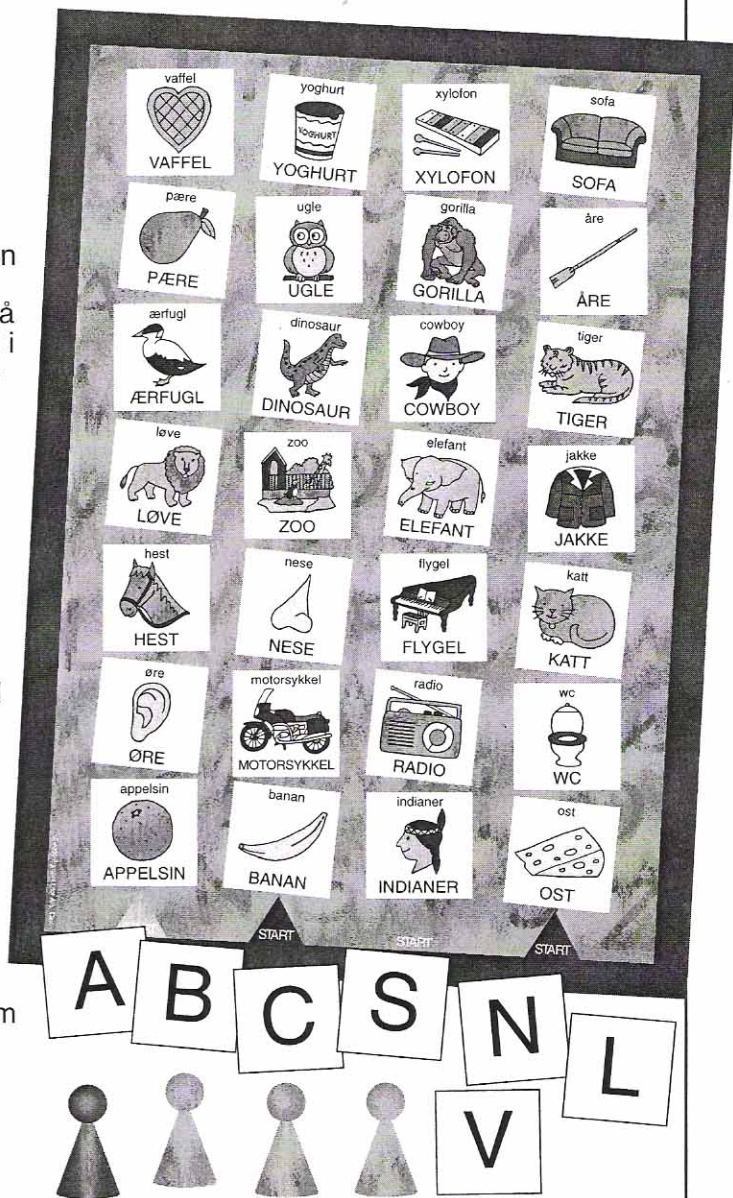 vaffel
VAFFEL
yoghurt
YOGHURT
YOGHURT
xylofon
XYLOFON
sofa
SOFA
pære
PÆRE
ugle
UGLE
gorilla
GORILLA
åre
ÅRE
ærfugl
ÆRFUGL
dinosaur
DINOSAUR
cowboy
COWBOY
tiger
TIGER
løve
LØVE
zoo
ZOO
elefant
ELEFANT
jakke
JAKKE
hest
HEST
nese
NESE
flygel
FLYGEL
katt
KATT
øre
ØRE
motorsykkel
MOTORSYKKEL
radio
RADIO
wc
WC
appelsin
APPELSIN
banan
BANAN
indianer
INDIANER
ost
OST
START
START
START
A
B
C
S
N
L
V
n
å
i
m